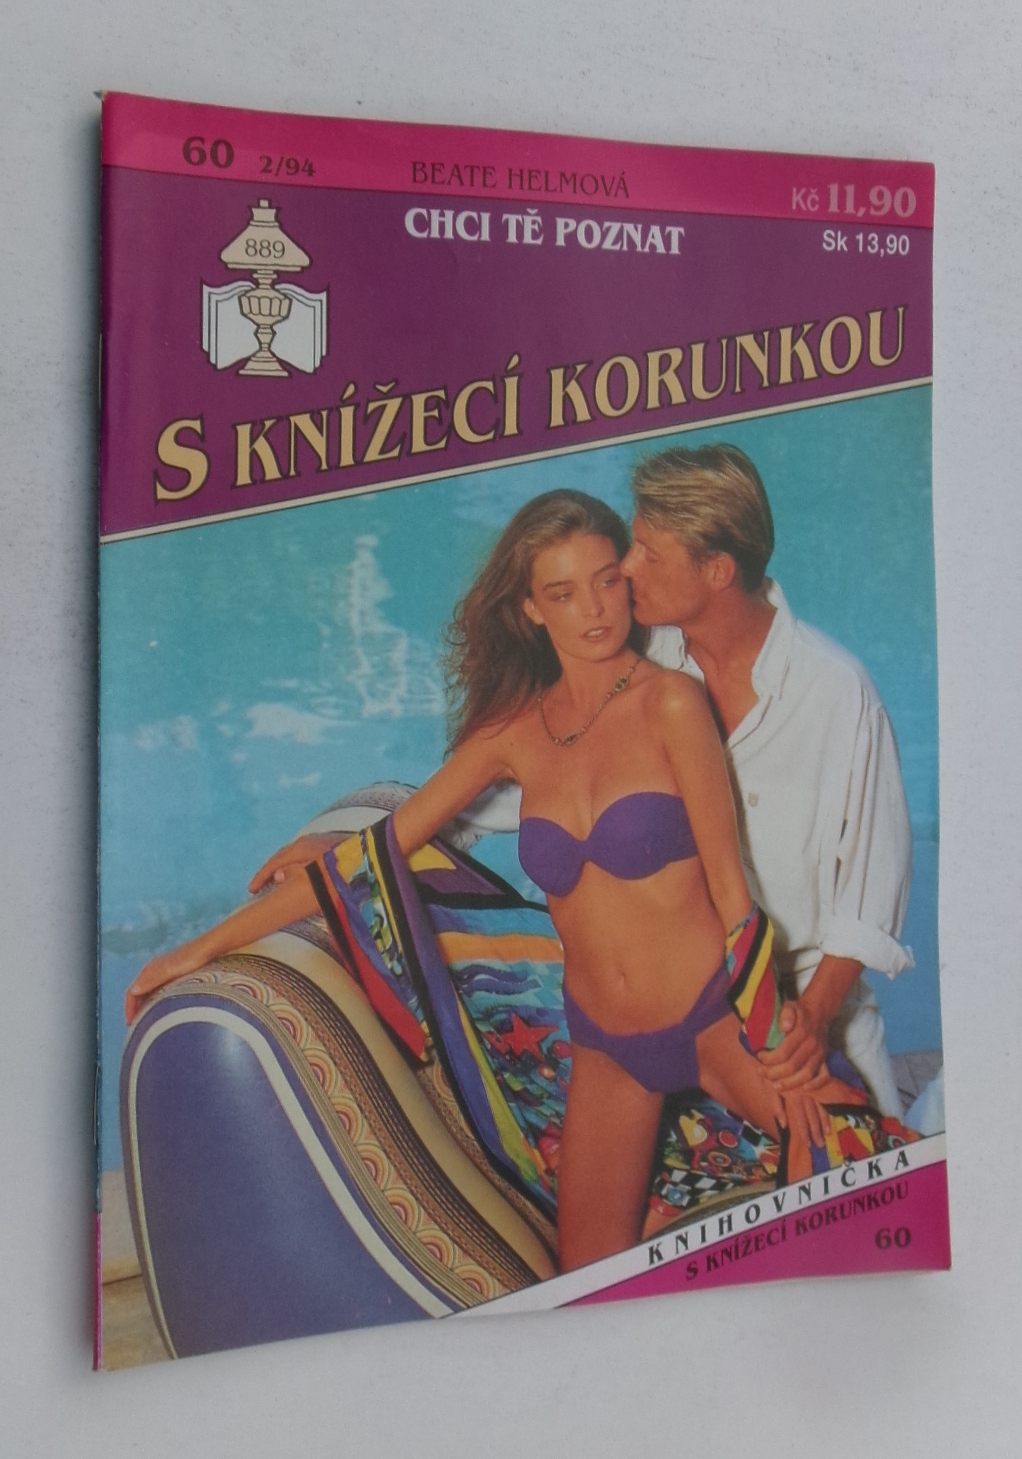 60 2/94
BEATE HELMOVÁ
Kč 11,90
CHCI TĚ POZNAT
Sk 13,90
889
S KNÍŽECÍ KORUNKOU
KNIHOVNIČKA
S KNÍŽECÍ KORUNKOU
60